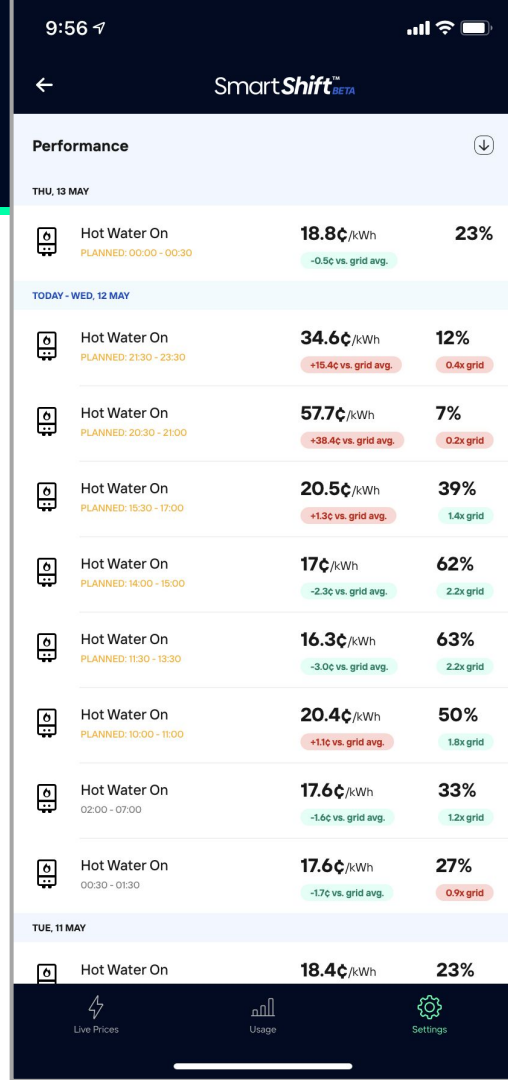 9:56
SmartShift™ BETA
Performance
THU, 13 MAY
Hot Water On 18.8¢/kWh 23%
PLANNED: 00:00 - 00:30 -0.5¢ vs. grid avg.
TODAY - WED, 12 MAY
Hot Water On 34.6¢/kWh 12%
PLANNED: 21:30 - 23:30 +15.4¢ vs. grid avg. 0.4x grid
Hot Water On 57.7¢/kWh 7%
PLANNED: 20:30 - 21:00 +38.4¢ vs. grid avg. 0.2x grid
Hot Water On 20.5¢/kWh 39%
PLANNED: 15:30 - 17:00 +1.3¢ vs. grid avg. 1.4x grid
Hot Water On 17¢/kWh 62%
PLANNED: 14:00 - 15:00 -2.3¢ vs. grid avg. 2.2x grid
Hot Water On 16.3¢/kWh 63%
PLANNED: 11:30 - 13:30 -3.0¢ vs. grid avg. 2.2x grid
Hot Water On 20.4¢/kWh 50%
PLANNED: 10:00 - 11:00 +1.1¢ vs. grid avg. 1.8x grid
Hot Water On 17.6¢/kWh 33%
02:00 - 07:00 -1.6¢ vs. grid avg. 1.2x grid
Hot Water On 17.6¢/kWh 27%
00:30 - 01:30 -1.7¢ vs. grid avg. 0.9x grid
TUE, 11 MAY
Hot Water On 18.4¢/kWh 23%
Live Prices Usage Settings